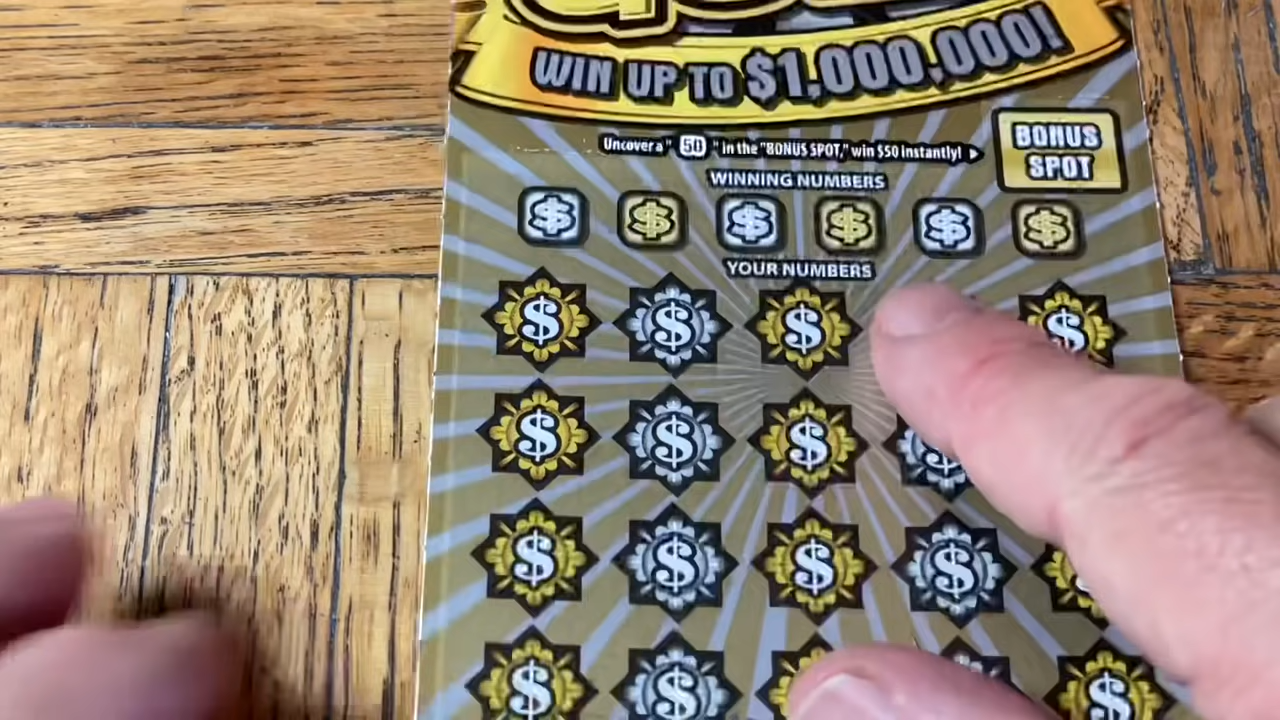 WIN UP TO $1,000,000!
Uncover a "50" in the "BONUS SPOT," win $50 instantly!
BONUS
SPOT
WINNING NUMBERS
$ $ $ $ $ $
YOUR NUMBERS
$ $ $ $
$ $ $ $
$ $ $ $ $
$ $ $